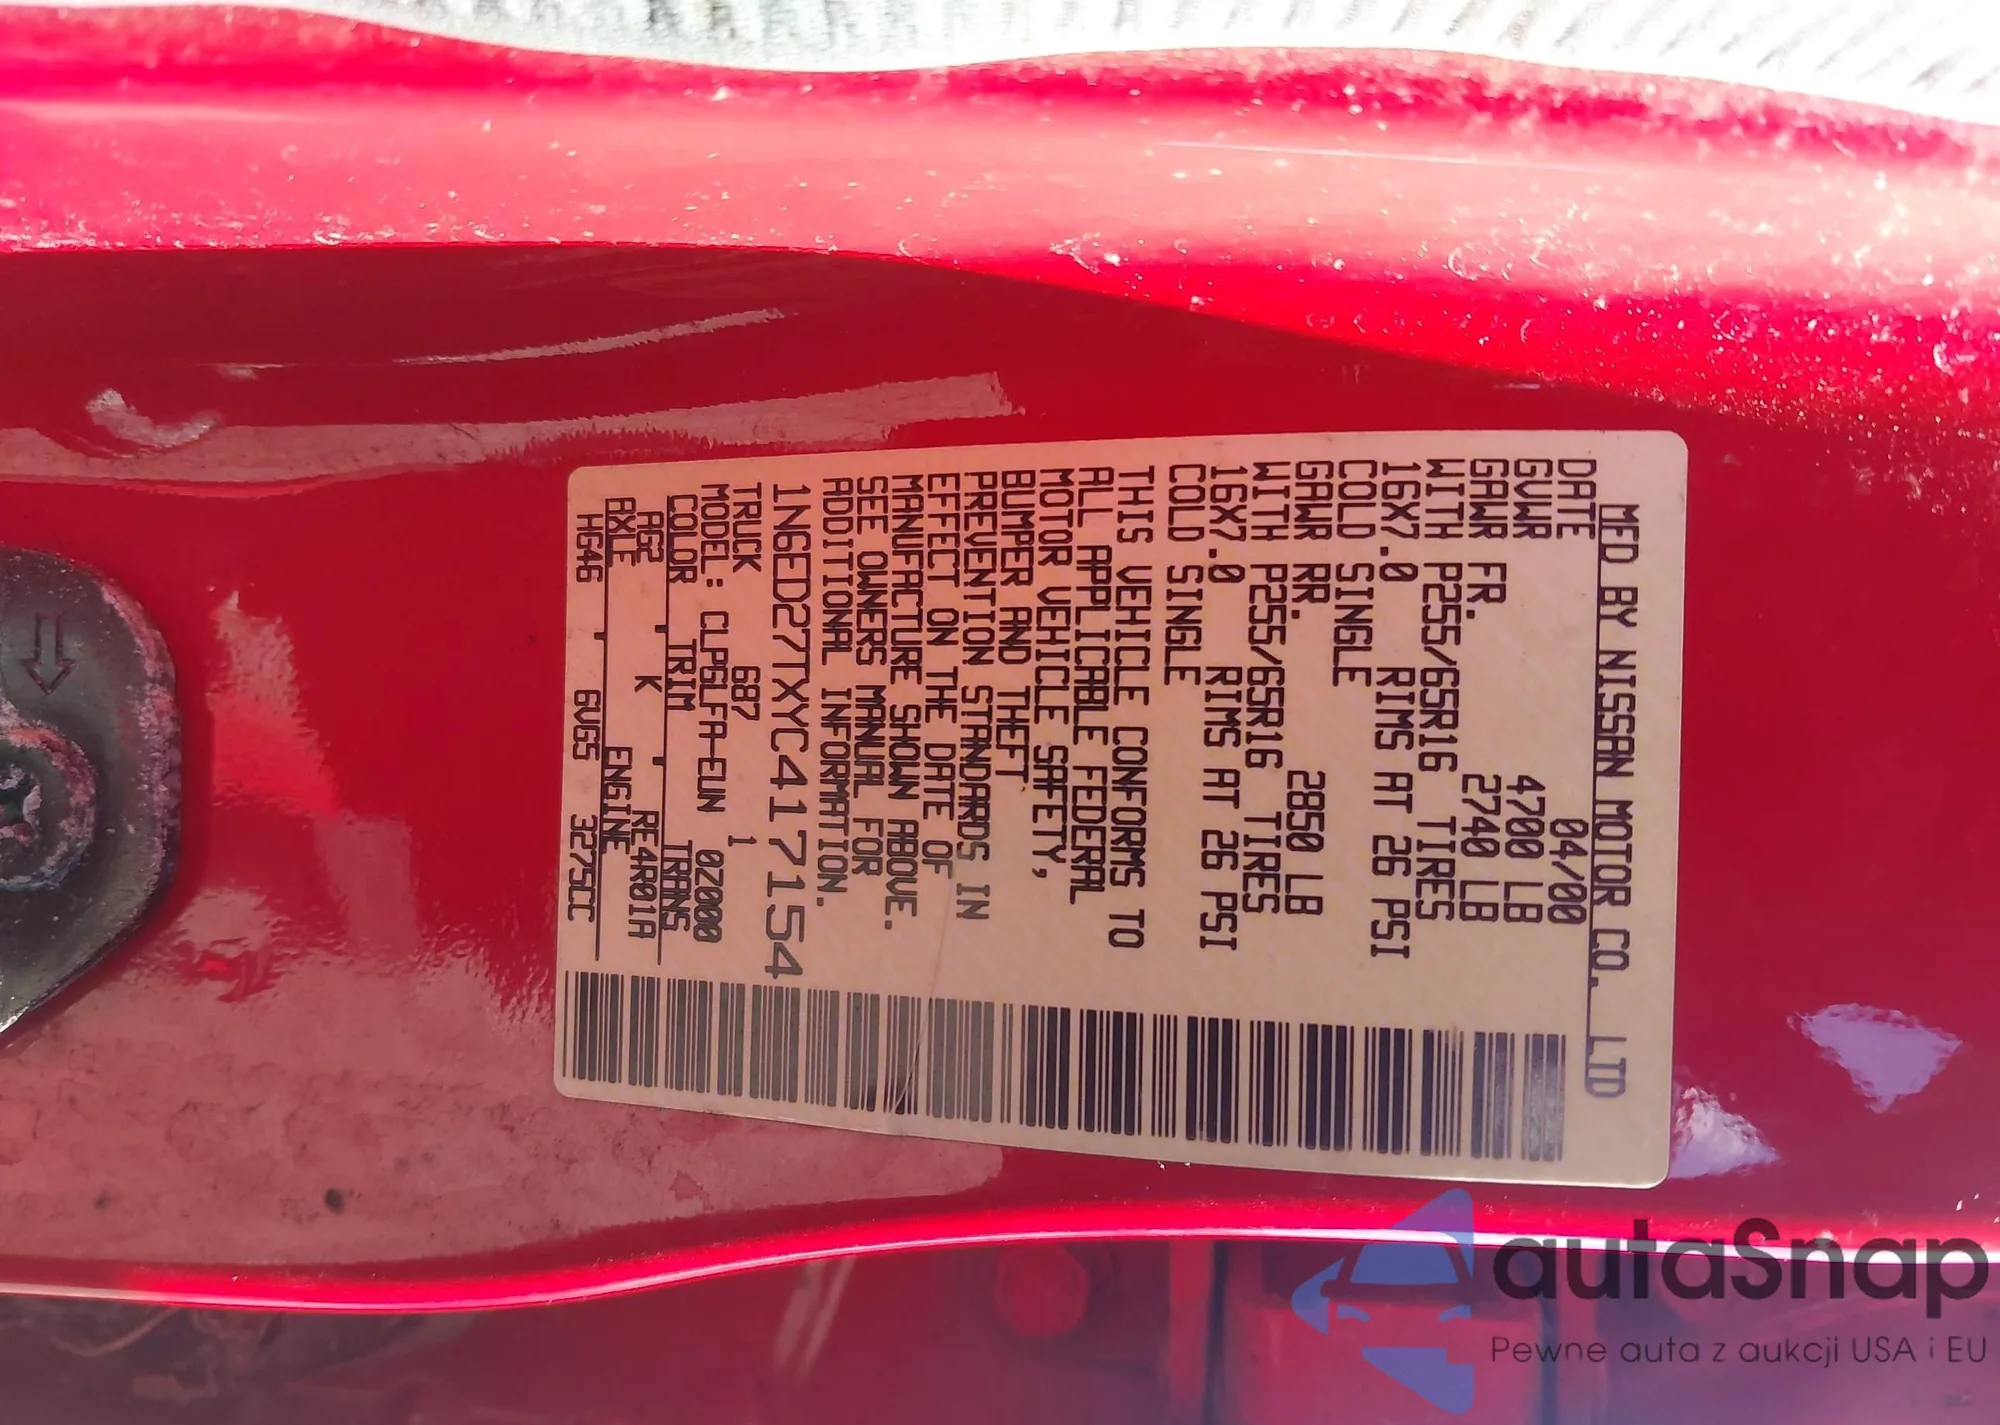 MFD BY NISSAN MOTOR CO. LTD
DATE 04/00
GVWR 4700 LB
GAWR FR. 2740 LB
WITH P255/65R16 TIRES
16X7.0 RIMS AT 26 PSI
COLD SINGLE
GAWR RR. 2850 LB
WITH P255/65R16 TIRES
16X7.0 RIMS AT 26 PSI
COLD SINGLE
THIS VEHICLE CONFORMS TO
ALL APPLICABLE FEDERAL
MOTOR VEHICLE SAFETY,
BUMPER AND THEFT
PREVENTION STANDARDS IN
EFFECT ON THE DATE OF
MANUFACTURE SHOWN ABOVE.
SEE OWNERS MANUAL FOR
ADDITIONAL INFORMATION.
1N6ED27TXYC417154
TRUCK 687 1
MODEL: CLPGLFA-EUN 0Z000
COLOR TRIM TRANS
AG2 K RE4R01A
AXLE ENGINE
HG46 6VG5 3275CC
autaSnap
Pewne auta z aukcji USA i EU